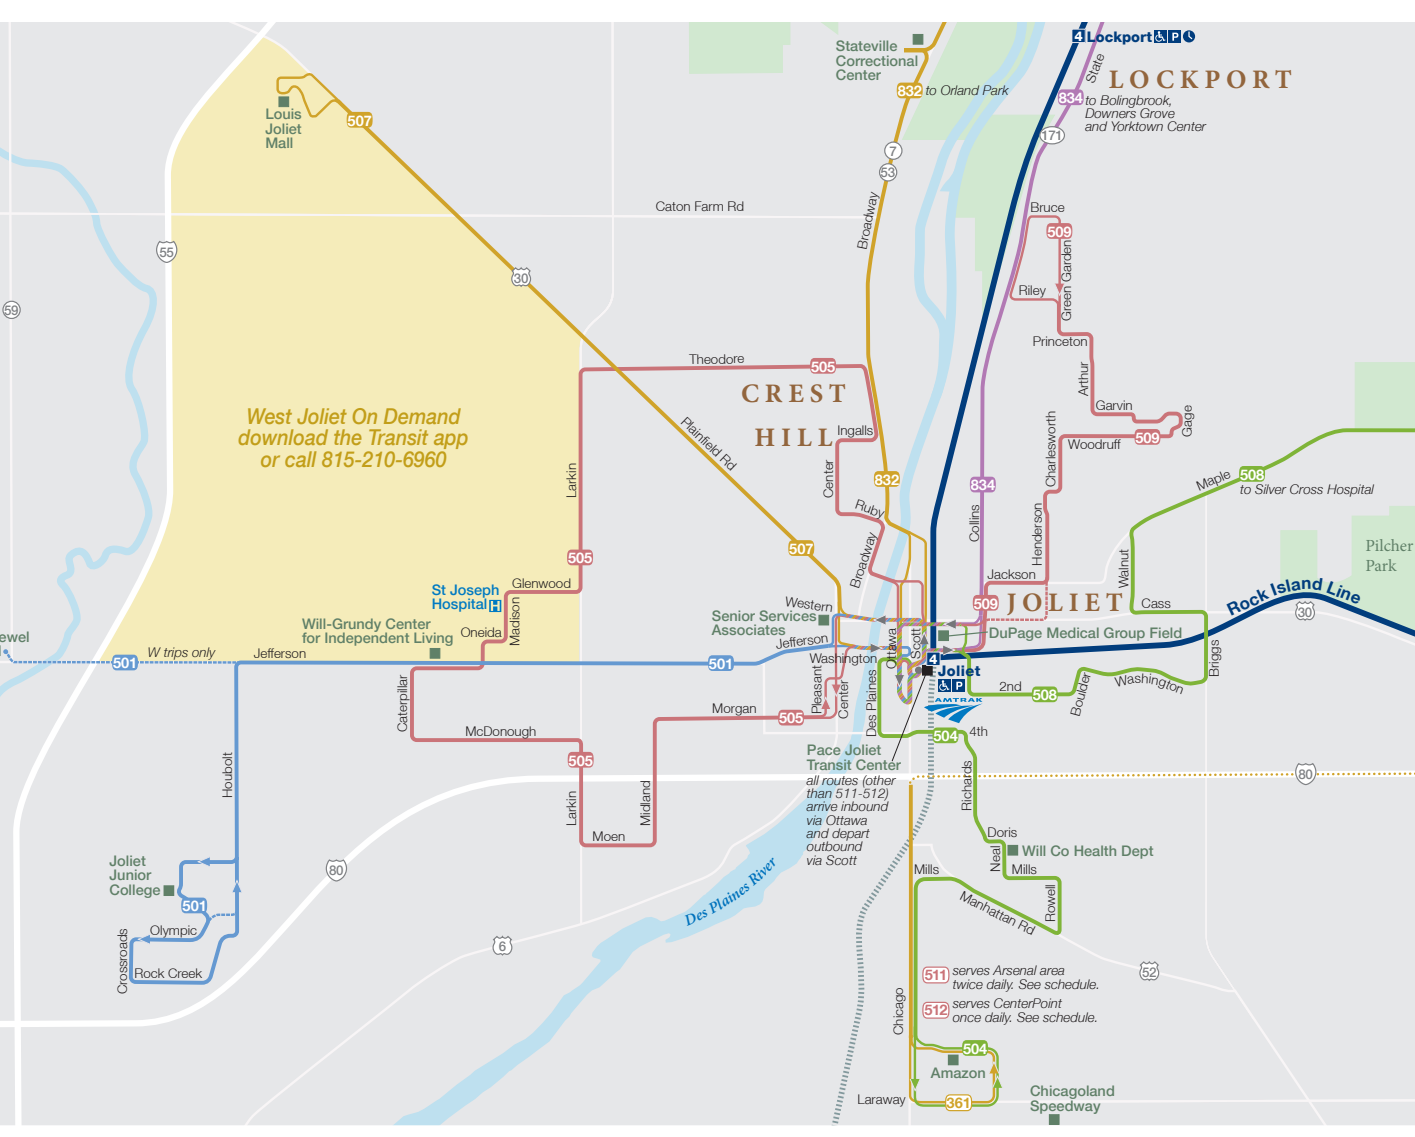 Stateville
Correctional
Center
4 Lockport P
State
LOCKPORT
832 to Orland Park
834 to Bolingbrook,
Downers Grove
and Yorktown Center
171
Louis
Joliet
Mall
507
7
53
Broadway
Caton Farm Rd
Bruce
509
Green Garden
Riley
55
30
59
Princeton
Theodore
505
CREST
HILL
Arthur
Garvin
Gage
Woodruff
509
Charlesworth
West Joliet On Demand
download the Transit app
or call 815-210-6960
Plainfield Rd
Ingalls
Center
Larkin
832
834
Maple
508
to Silver Cross Hospital
Ruby
Collins
Henderson
507
505
Broadway
Walnut
Pilcher
Park
Jackson
Glenwood
St Joseph
Hospital H
Madison
509
JOLIET
Cass
Rock Island Line
30
Western
Senior Services
Associates
Will-Grundy Center
for Independent Living
Oneida
DuPage Medical Group Field
ewel
501
W trips only
Jefferson
501
Jefferson
Washington
Ottawa
Scott
4
Joliet
P
AMTRAK
2nd
508
Boulder
Washington
Briggs
Caterpillar
Morgan
505
Pleasant
Center
Des Plaines
McDonough
504
4th
505
Pace Joliet
Transit Center
all routes (other
than 511-512)
arrive inbound
via Ottawa
and depart
outbound
via Scott
Houbolt
Larkin
Midland
Moen
Richards
80
Doris
Neal
Will Co Health Dept
Mills
Mills
Rowell
Manhattan Rd
80
Joliet
Junior
College
501
Des Plaines River
Olympic
Crossroads
Rock Creek
6
52
511 serves Arsenal area
twice daily. See schedule.
512 serves CenterPoint
once daily. See schedule.
Chicago
504
Amazon
Laraway
361
Chicagoland
Speedway